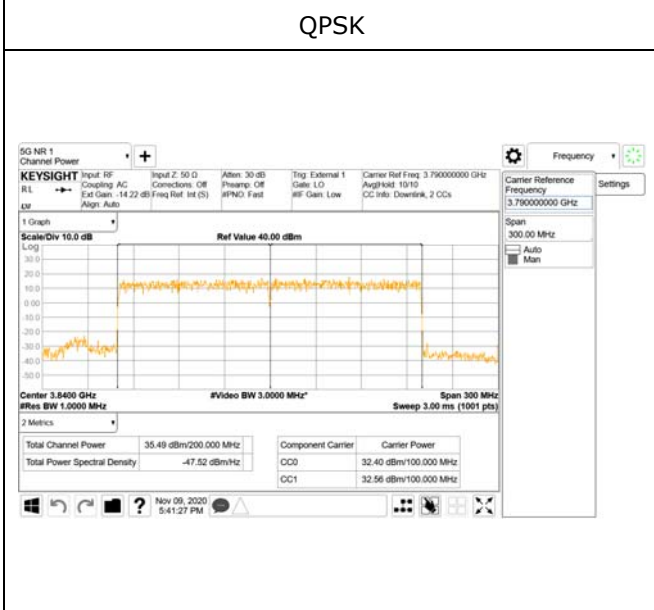 QPSK
5G NR 1
Channel Power
Frequency
KEYSIGHT
RL
Input: RF
Coupling: AC
Ext Gain: -14.22 dB
Align: Auto
Input Z: 50 Ω
Corrections: Off
Freq Ref: Int (S)
Atten: 30 dB
Preamp: Off
#PNO: Fast
Trig: External 1
Gate: LO
#IF Gain: Low
Carrier Ref Freq: 3.790000000 GHz
Avg|Hold: 10/10
CC Info: Downlink, 2 CCs
Carrier Reference
Frequency
3.790000000 GHz
Settings
Span
300.00 MHz
Auto
Man
1 Graph
Scale/Div 10.0 dB
Ref Value 40.00 dBm
Log
30.0
20.0
10.0
0.00
-10.0
-20.0
-30.0
-40.0
-50.0
Center 3.8400 GHz
#Video BW 3.0000 MHz*
Span 300 MHz
#Res BW 1.0000 MHz
Sweep 3.00 ms (1001 pts)
2 Metrics
Total Channel Power 35.49 dBm/200.000 MHz
Total Power Spectral Density -47.52 dBm/Hz
Component Carrier Carrier Power
CC0 32.40 dBm/100.000 MHz
CC1 32.56 dBm/100.000 MHz
?
Nov 09, 2020
5:41:27 PM